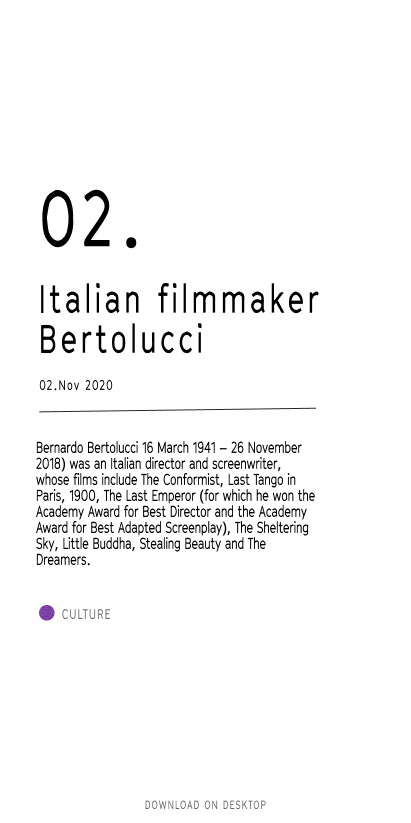 02.
Italian filmmaker
Bertolucci
02.Nov 2020
Bernardo Bertolucci 16 March 1941 – 26 November
2018) was an Italian director and screenwriter,
whose films include The Conformist, Last Tango in
Paris, 1900, The Last Emperor (for which he won the
Academy Award for Best Director and the Academy
Award for Best Adapted Screenplay), The Sheltering
Sky, Little Buddha, Stealing Beauty and The
Dreamers.
CULTURE
DOWNLOAD ON DESKTOP